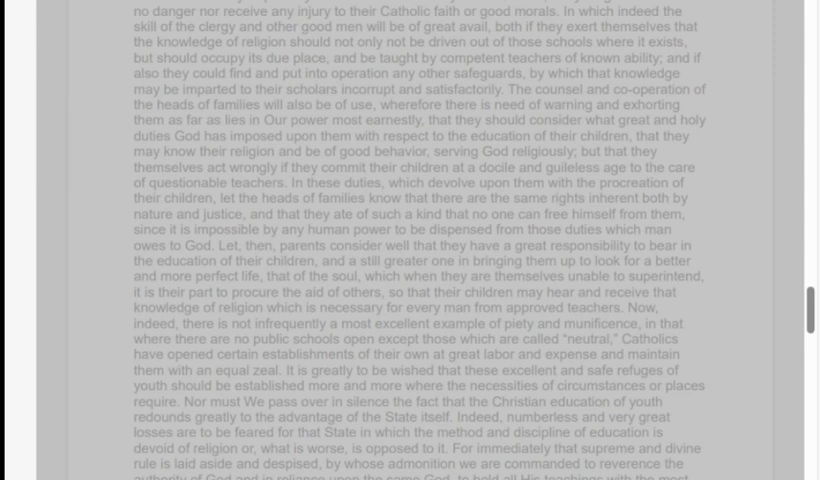 no danger nor receive any injury to their Catholic faith or good morals. In which indeed the
skill of the clergy and other good men will be of great avail, both if they exert themselves that
the knowledge of religion should not only not be driven out of those schools where it exists,
but should occupy its due place, and be taught by competent teachers of known ability; and if
also they could find and put into operation any other safeguards, by which that knowledge
may be imparted to their scholars incorrupt and satisfactorily. The counsel and co-operation of
the heads of families will also be of use, wherefore there is need of warning and exhorting
them as far as lies in Our power most earnestly, that they should consider what great and holy
duties God has imposed upon them with respect to the education of their children, that they
may know their religion and be of good behavior, serving God religiously; but that they
themselves act wrongly if they commit their children at a docile and guileless age to the care
of questionable teachers. In these duties, which devolve upon them with the procreation of
their children, let the heads of families know that there are the same rights inherent both by
nature and justice, and that they ate of such a kind that no one can free himself from them,
since it is impossible by any human power to be dispensed from those duties which man
owes to God. Let, then, parents consider well that they have a great responsibility to bear in
the education of their children, and a still greater one in bringing them up to look for a better
and more perfect life, that of the soul, which when they are themselves unable to superintend,
it is their part to procure the aid of others, so that their children may hear and receive that
knowledge of religion which is necessary for every man from approved teachers. Now,
indeed, there is not infrequently a most excellent example of piety and munificence, in that
where there are no public schools open except those which are called “neutral,” Catholics
have opened certain establishments of their own at great labor and expense and maintain
them with an equal zeal. It is greatly to be wished that these excellent and safe refuges of
youth should be established more and more where the necessities of circumstances or places
require. Nor must We pass over in silence the fact that the Christian education of youth
redounds greatly to the advantage of the State itself. Indeed, numberless and very great
losses are to be feared for that State in which the method and discipline of education is
devoid of religion or, what is worse, is opposed to it. For immediately that supreme and divine
rule is laid aside and despised, by whose admonition we are commanded to reverence the
authority of God and in reliance upon the same God, to hold all His teachings with the most